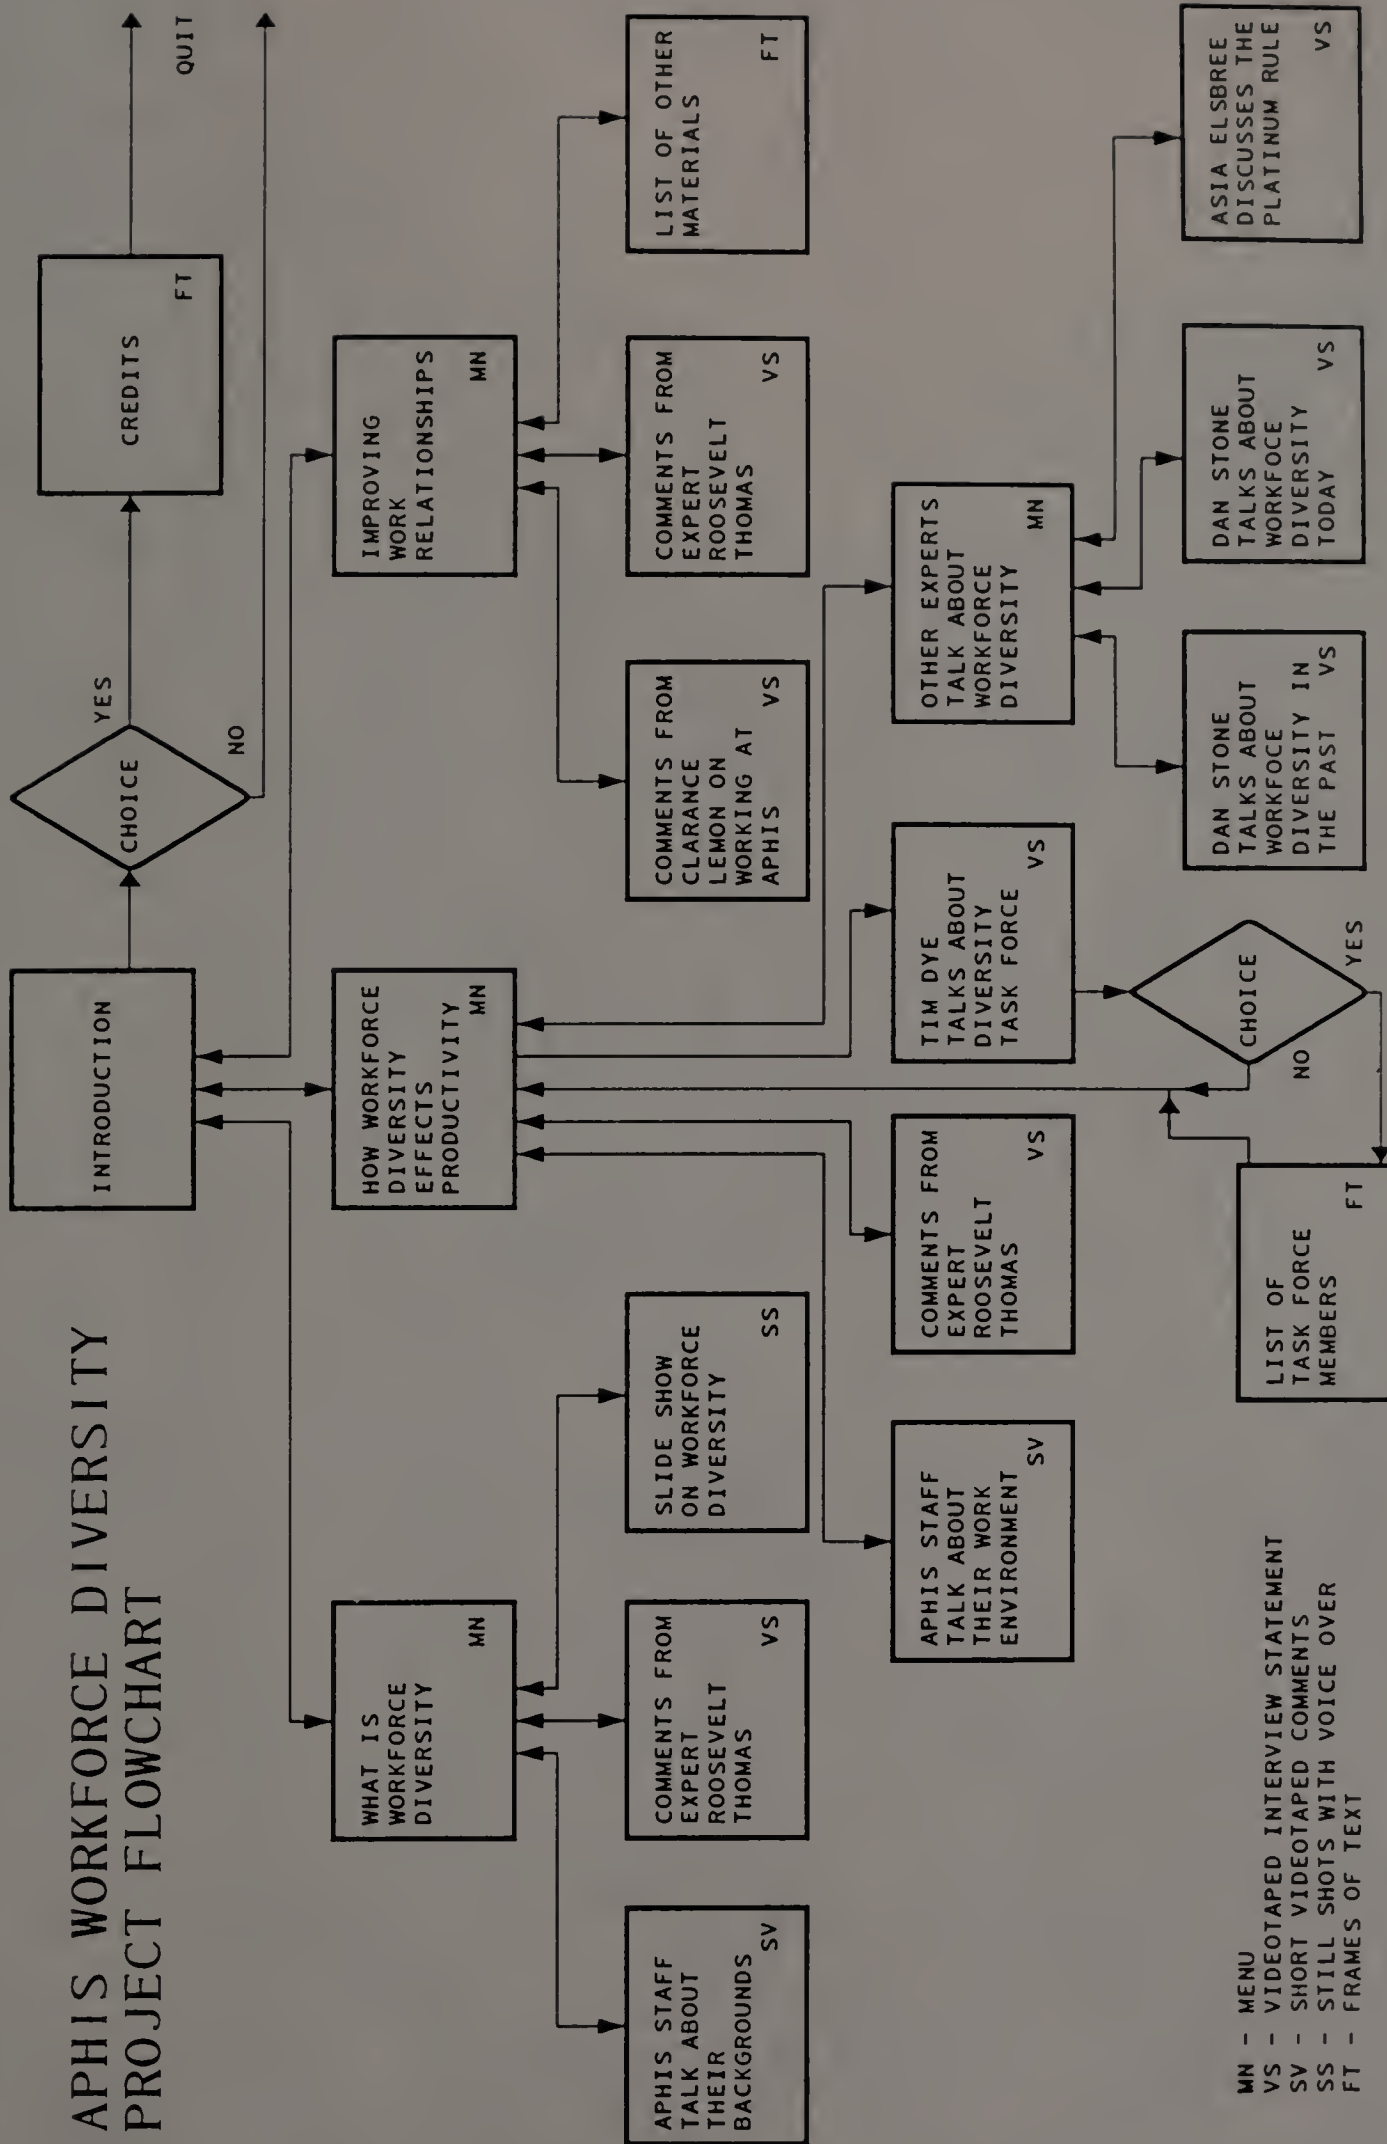 APHIS WORKFORCE DIVERSITY
PROJECT FLOWCHART
INTRODUCTION
CHOICE
YES
NO
CREDITS
FT
QUIT
WHAT IS
WORKFORCE
DIVERSITY
MN
HOW WORKFORCE
DIVERSITY
EFFECTS
PRODUCTIVITY
MN
IMPROVING
WORK
RELATIONSHIPS
MN
APHIS STAFF
TALK ABOUT
THEIR
BACKGROUNDS
SV
COMMENTS FROM
EXPERT
ROOSEVELT
THOMAS
VS
SLIDE SHOW
ON WORKFORCE
DIVERSITY
SS
COMMENTS FROM
CLARANCE
LEMON ON
WORKING AT
APHIS
VS
COMMENTS FROM
EXPERT
ROOSEVELT
THOMAS
VS
LIST OF OTHER
MATERIALS
FT
APHIS STAFF
TALK ABOUT
THEIR WORK
ENVIRONMENT
SV
COMMENTS FROM
EXPERT
ROOSEVELT
THOMAS
VS
TIM DYE
TALKS ABOUT
DIVERSITY
TASK FORCE
VS
OTHER EXPERTS
TALK ABOUT
WORKFORCE
DIVERSITY
MN
LIST OF
TASK FORCE
MEMBERS
FT
NO
CHOICE
YES
DAN STONE
TALKS ABOUT
WORKFOCE
DIVERSITY IN
THE PAST
VS
DAN STONE
TALKS ABOUT
WORKFOCE
DIVERSITY
TODAY
VS
ASIA ELSBREE
DISCUSSES THE
PLATINUM RULE
VS
MN - MENU
VS - VIDEOTAPED INTERVIEW STATEMENT
SV - SHORT VIDEOTAPED COMMENTS
SS - STILL SHOTS WITH VOICE OVER
FT - FRAMES OF TEXT